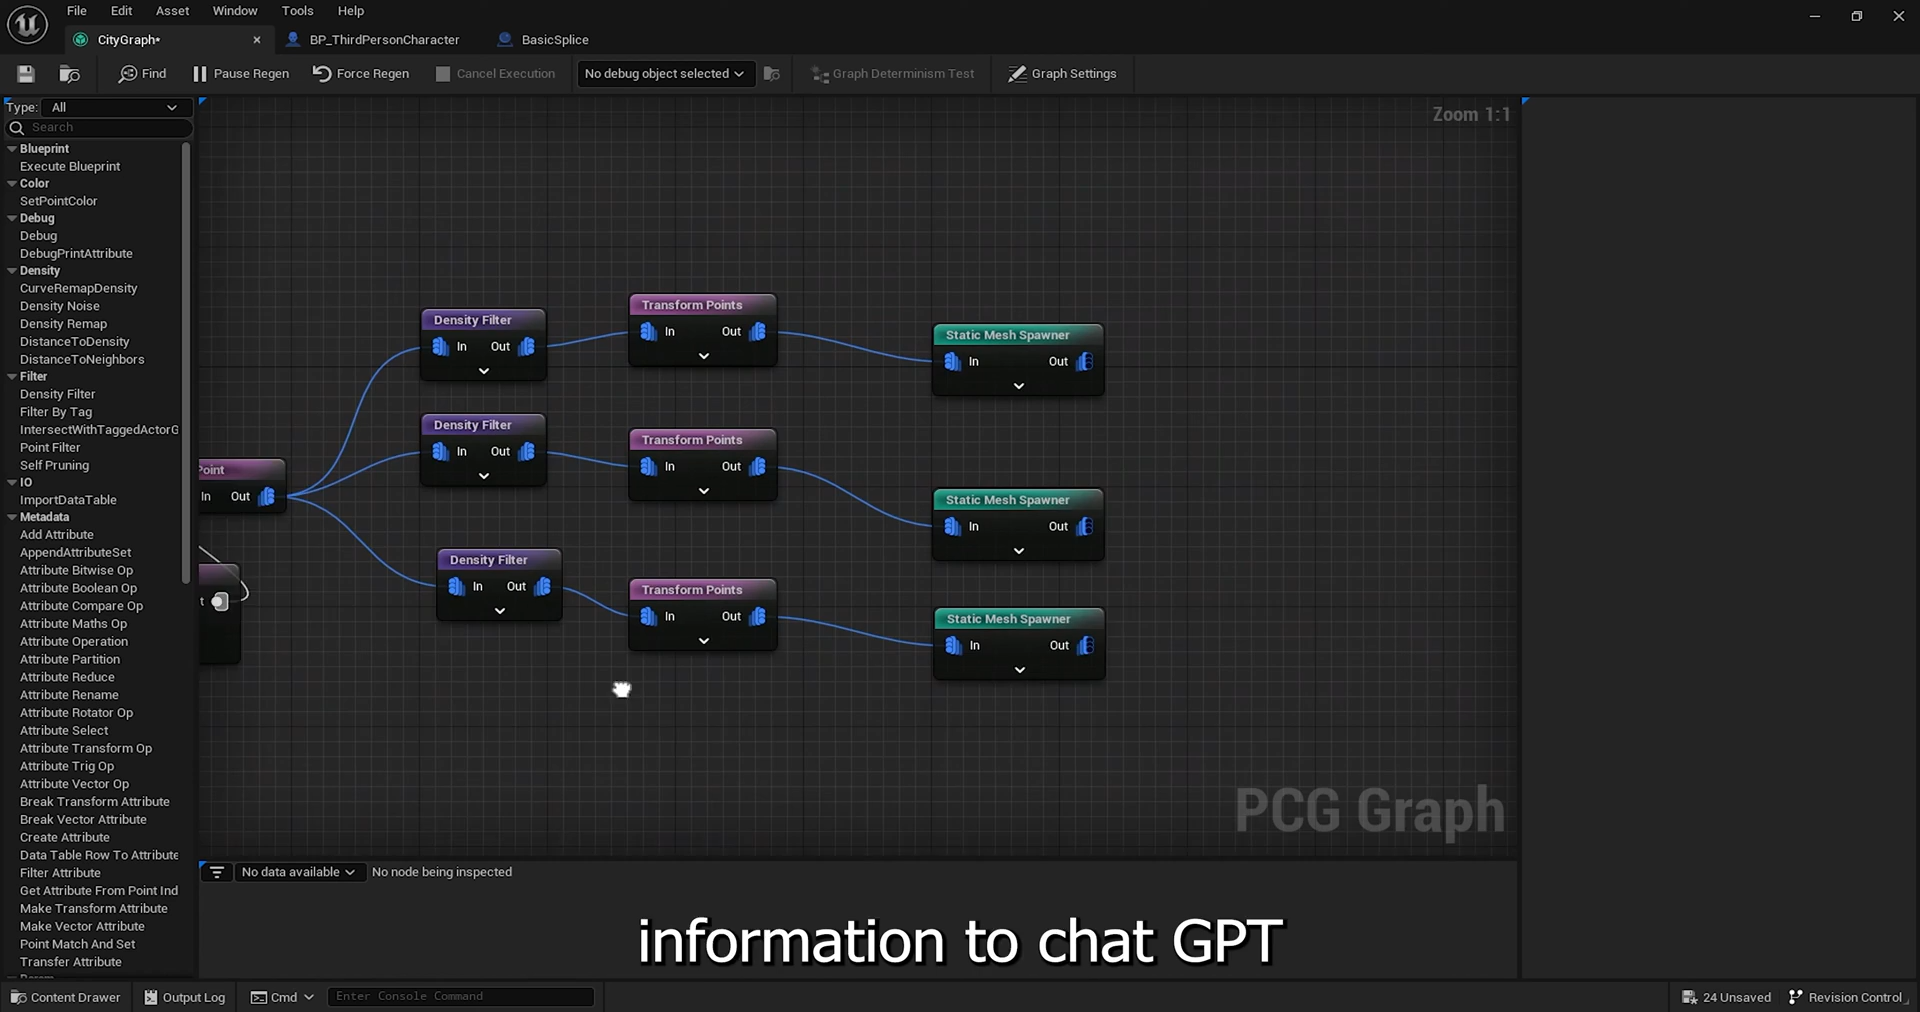 File Edit Asset Window Tools Help
CityGraph* BP_ThirdPersonCharacter BasicSplice
Find Pause Regen Force Regen Cancel Execution No debug object selected Graph Determinism Test Graph Settings
Type: All
Search
Blueprint
Execute Blueprint
Color
SetPointColor
Debug
Debug
DebugPrintAttribute
Density
CurveRemapDensity
Density Noise
Density Remap
DistanceToDensity
DistanceToNeighbors
Filter
Density Filter
Filter By Tag
IntersectWithTaggedActorG
Point Filter
Self Pruning
IO
ImportDataTable
Metadata
Add Attribute
AppendAttributeSet
Attribute Bitwise Op
Attribute Boolean Op
Attribute Compare Op
Attribute Maths Op
Attribute Operation
Attribute Partition
Attribute Reduce
Attribute Rename
Attribute Rotator Op
Attribute Select
Attribute Transform Op
Attribute Trig Op
Attribute Vector Op
Break Transform Attribute
Break Vector Attribute
Create Attribute
Data Table Row To Attribute
Filter Attribute
Get Attribute From Point Ind
Make Transform Attribute
Make Vector Attribute
Point Match And Set
Transfer Attribute
Zoom 1:1
Point
In Out
t
Density Filter
In Out
Transform Points
In Out
Static Mesh Spawner
In Out
Density Filter
In Out
Transform Points
In Out
Static Mesh Spawner
In Out
Density Filter
In Out
Transform Points
In Out
Static Mesh Spawner
In Out
PCG Graph
No data available No node being inspected
information to chat GPT
Content Drawer Output Log Cmd Enter Console Command 24 Unsaved Revision Control